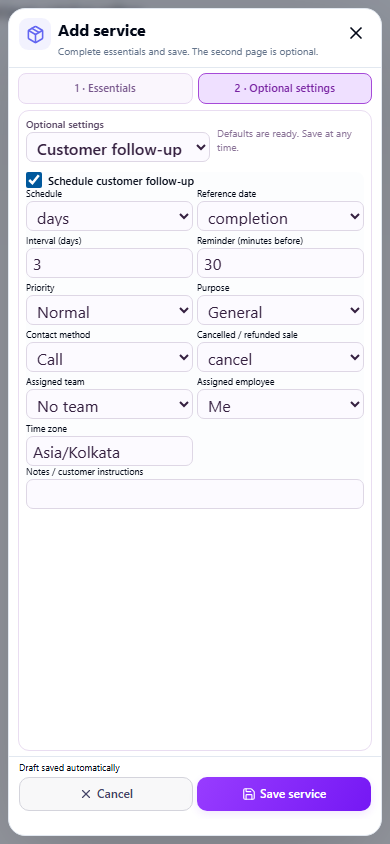 Add service
Complete essentials and save. The second page is optional.
1 · Essentials
2 · Optional settings
Optional settings
Customer follow-up
Defaults are ready. Save at any
time.
Schedule customer follow-up
Schedule
Reference date
days
completion
Interval (days)
Reminder (minutes before)
3
30
Priority
Purpose
Normal
General
Contact method
Cancelled / refunded sale
Call
cancel
Assigned team
Assigned employee
No team
Me
Time zone
Asia/Kolkata
Notes / customer instructions
Draft saved automatically
Cancel
Save service